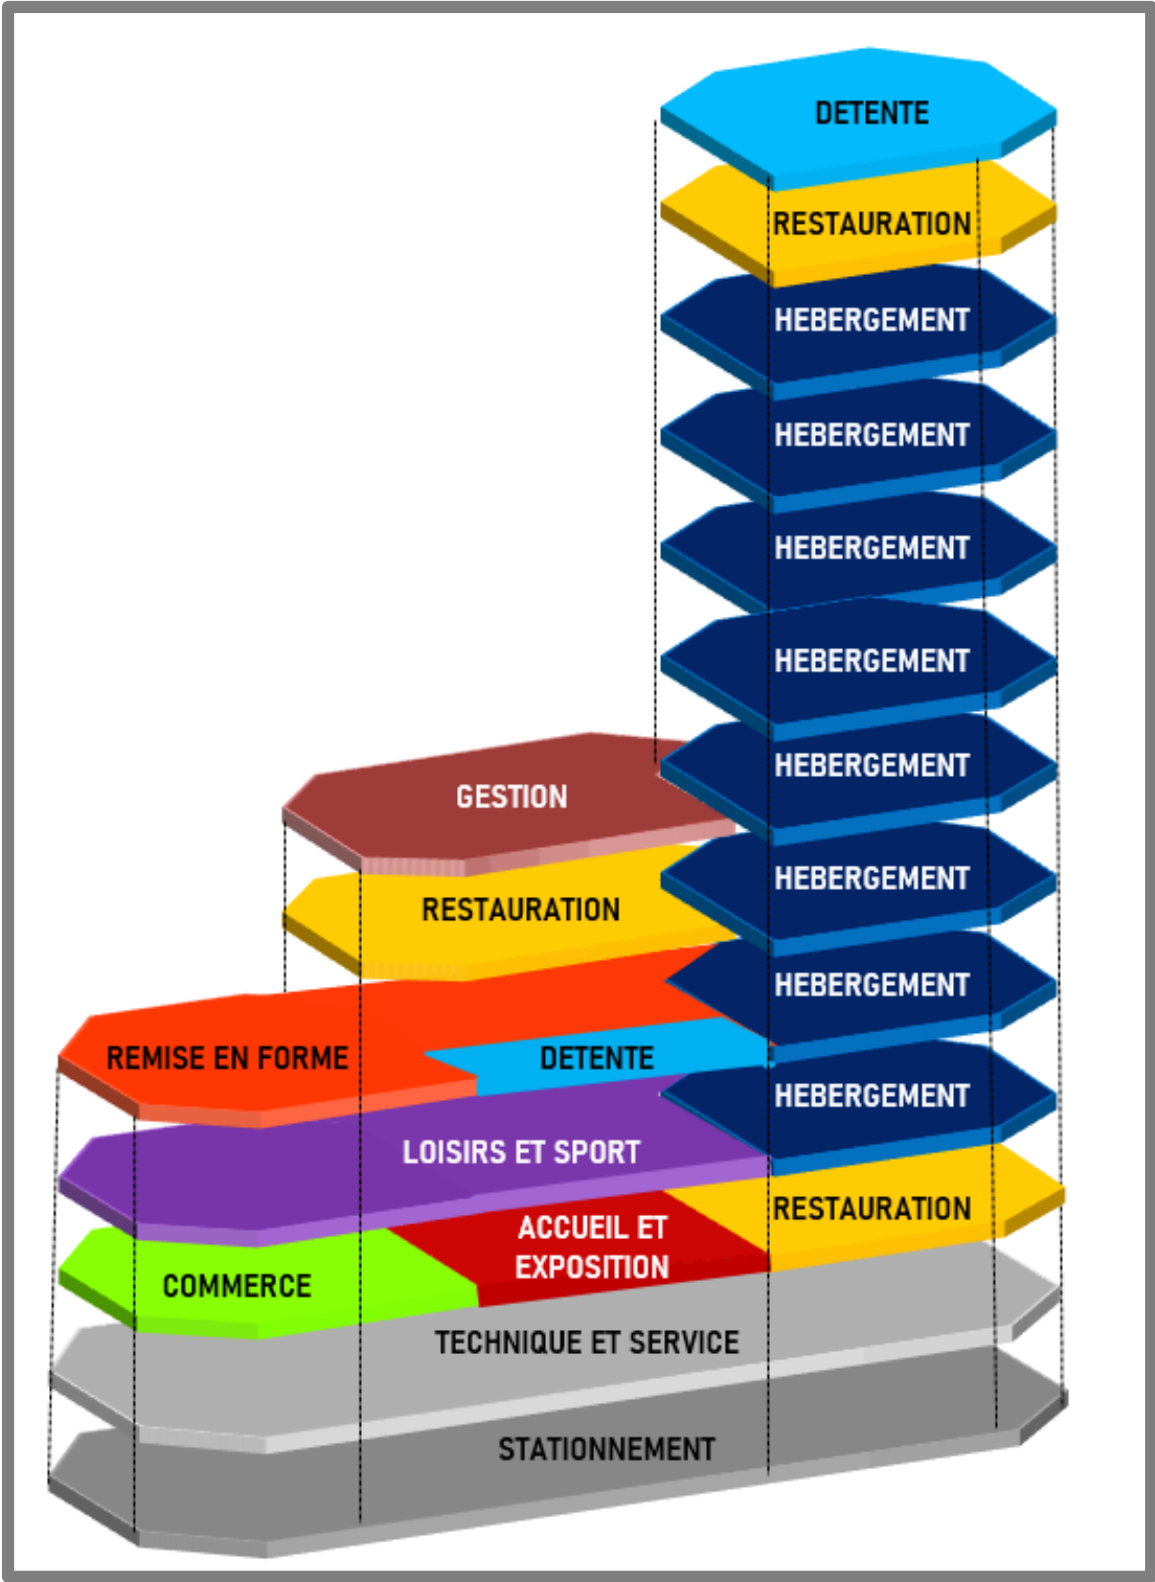 DETENTE
RESTAURATION
HEBERGEMENT
HEBERGEMENT
HEBERGEMENT
HEBERGEMENT
HEBERGEMENT
GESTION
HEBERGEMENT
RESTAURATION
HEBERGEMENT
REMISE EN FORME
DETENTE
HEBERGEMENT
LOISIRS ET SPORT
RESTAURATION
ACCUEIL ET
EXPOSITION
COMMERCE
TECHNIQUE ET SERVICE
STATIONNEMENT